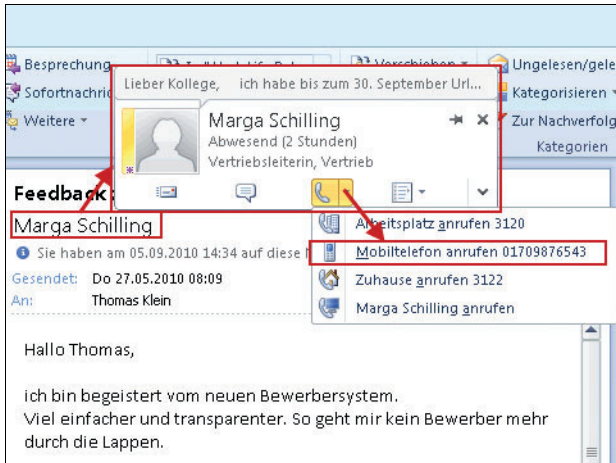 Besprechung
Ungelesen/gele
Sofortnachric
Lieber Kollege, ich habe bis zum 30. September Url...
Kategorisieren
Weitere
Marga Schilling
Zur Nachverfolg
Abwesend (2 Stunden)
Kategorien
Vertriebsleiterin, Vertrieb
Feedback
Marga Schilling
Arbeitsplatz anrufen 3120
Sie haben am 05.09.2010 14:34 auf diese
Mobiltelefon anrufen 01709876543
Gesendet: Do 27.05.2010 08:09
Zuhause anrufen 3122
An: Thomas Klein
Marga Schilling anrufen
Hallo Thomas,
ich bin begeistert vom neuen Bewerbersystem.
Viel einfacher und transparenter. So geht mir kein Bewerber mehr
durch die Lappen.